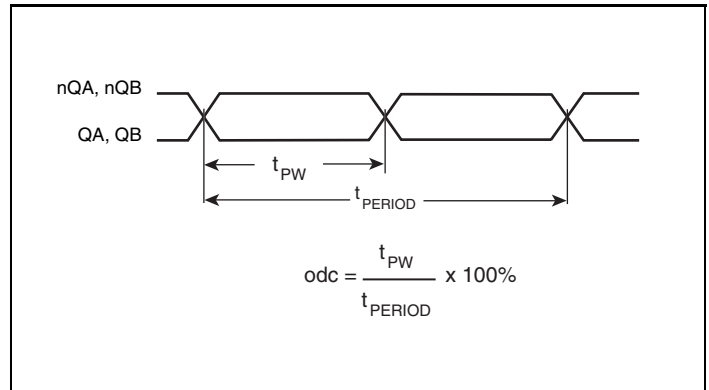 nQA, nQB
QA, QB
tPW
tPERIOD
odc = tPW / tPERIOD x 100%